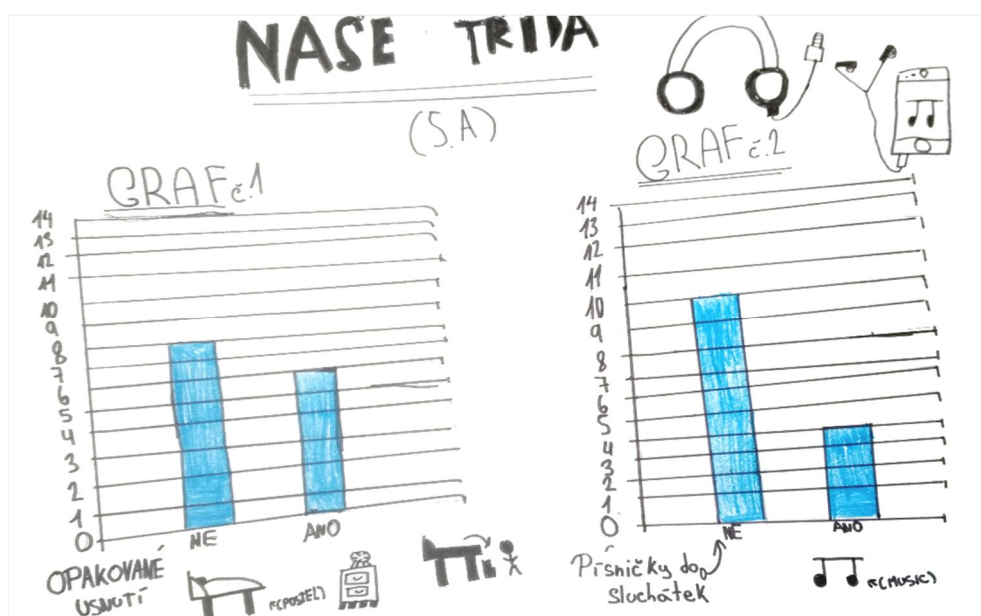 NAŠE TŘÍDA
(5.A)
GRAF č.1
14
13
12
11
10
9
8
7
6
5
4
3
2
1
0
NE ANO
OPAKOVANÉ
USNUTÍ
(POSTEL)
GRAF č.2
14
13
12
11
10
9
8
7
6
5
4
3
2
1
0
NE ANO
Písničky do
sluchátek
(MUSIC)